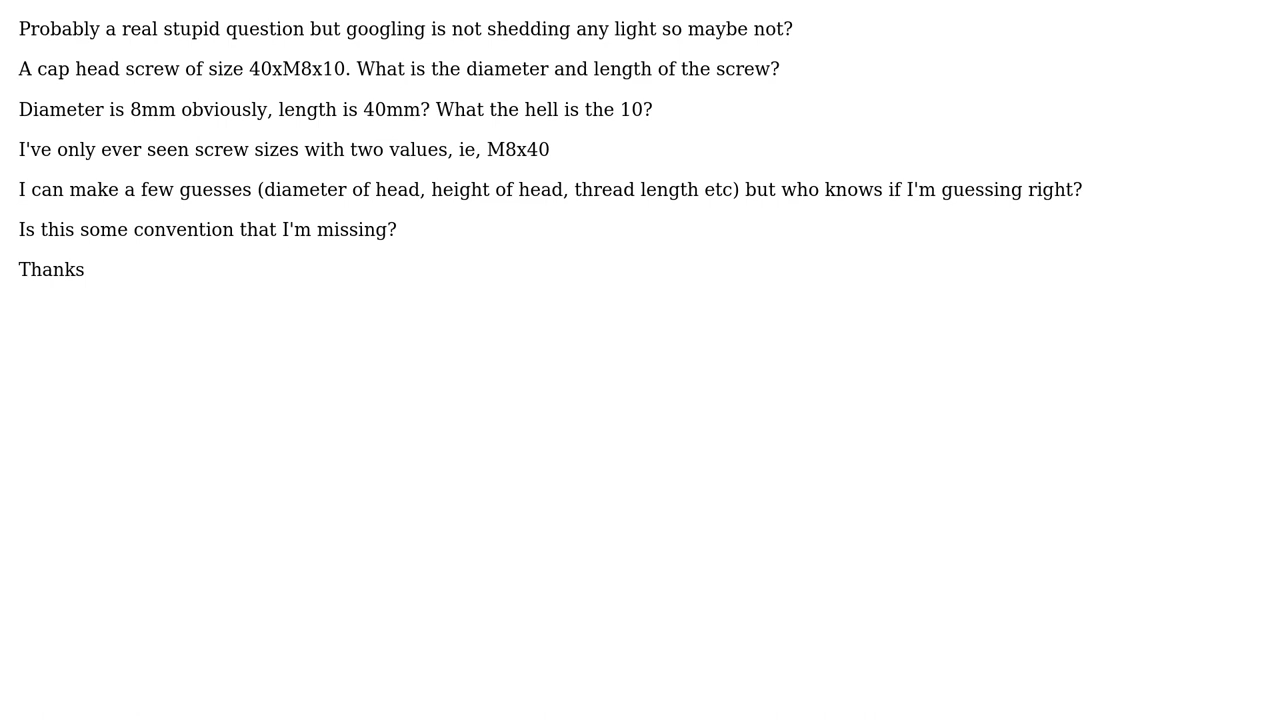 Probably a real stupid question but googling is not shedding any light so maybe not?
A cap head screw of size 40xM8x10. What is the diameter and length of the screw?
Diameter is 8mm obviously, length is 40mm? What the hell is the 10?
I've only ever seen screw sizes with two values, ie, M8x40
I can make a few guesses (diameter of head, height of head, thread length etc) but who knows if I'm guessing right?
Is this some convention that I'm missing?
Thanks